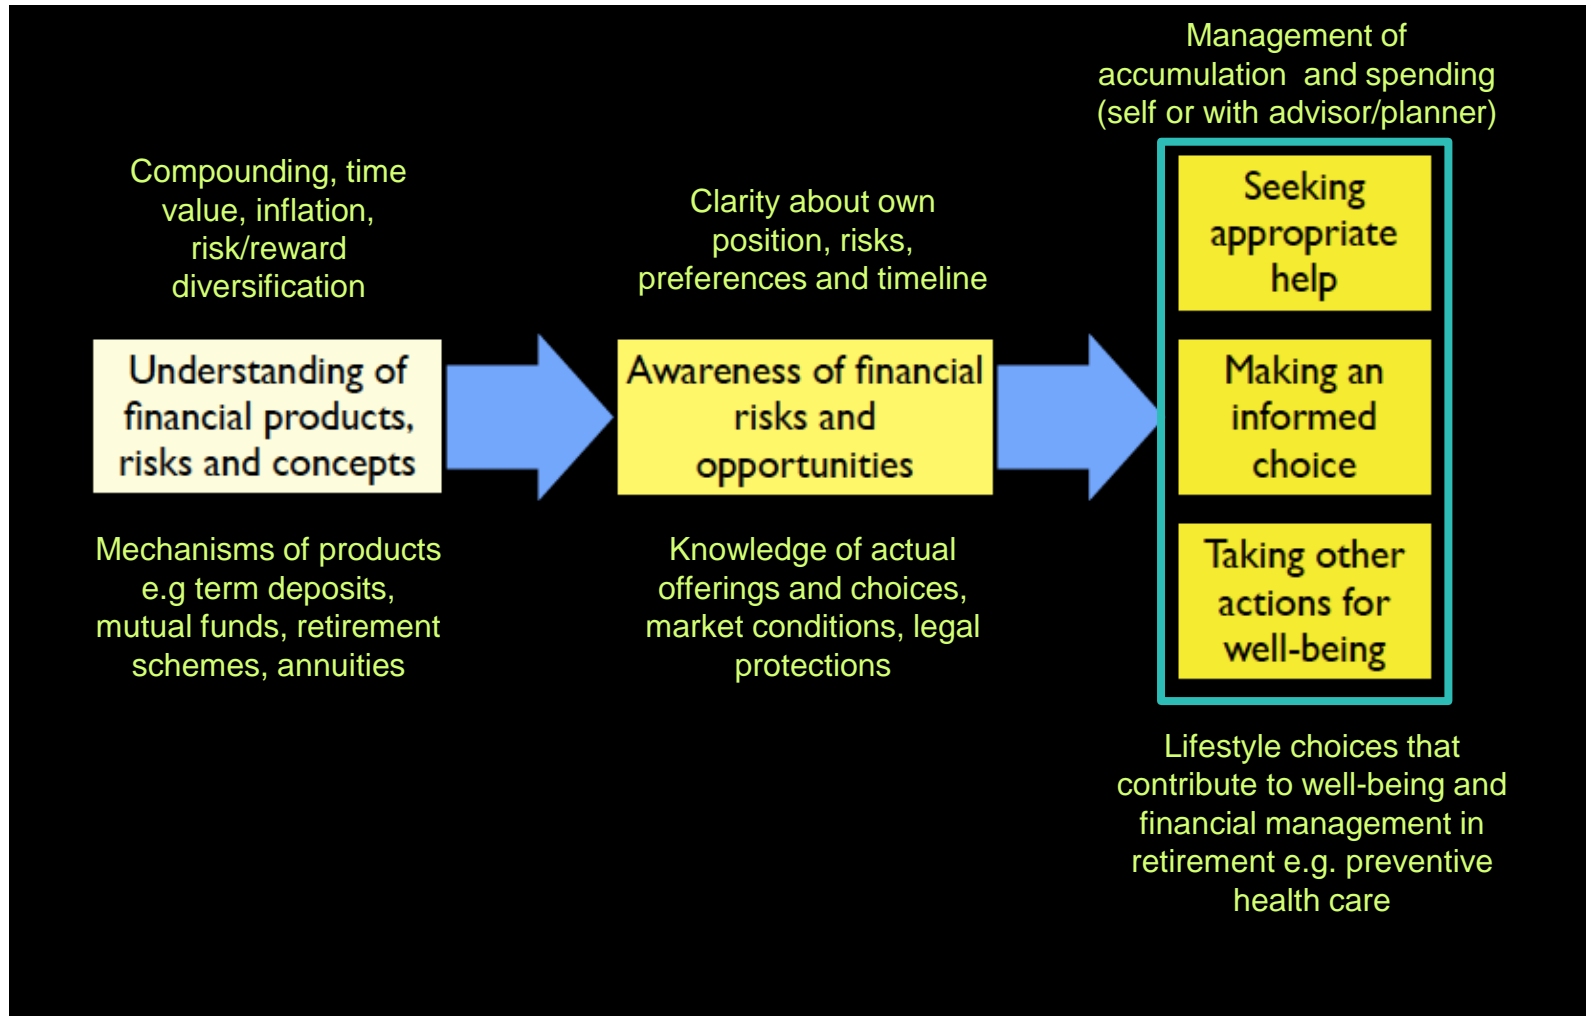 Compounding, time
value, inflation,
risk/reward
diversification
Understanding of
financial products,
risks and concepts
Mechanisms of products
e.g term deposits,
mutual funds, retirement
schemes, annuities
Clarity about own
position, risks,
preferences and timeline
Awareness of financial
risks and
opportunities
Knowledge of actual
offerings and choices,
market conditions, legal
protections
Management of
accumulation and spending
(self or with advisor/planner)
Seeking
appropriate
help
Making an
informed
choice
Taking other
actions for
well-being
Lifestyle choices that
contribute to well-being and
financial management in
retirement e.g. preventive
health care